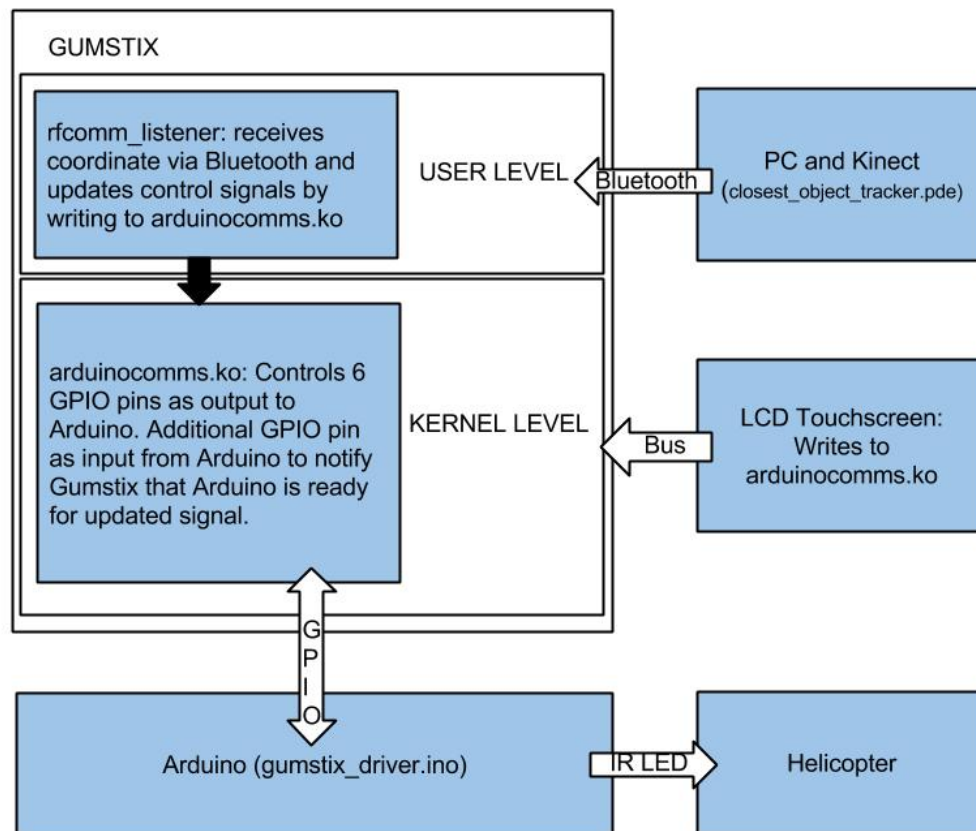 GUMSTIX
rfcomm_listener: receives
coordinate via Bluetooth and
updates control signals by
writing to arduinocomms.ko
USER LEVEL
Bluetooth
PC and Kinect
(closest_object_tracker.pde)
arduinocomms.ko: Controls 6
GPIO pins as output to
Arduino. Additional GPIO pin
as input from Arduino to notify
Gumstix that Arduino is ready
for updated signal.
KERNEL LEVEL
Bus
LCD Touchscreen:
Writes to
arduinocomms.ko
GPIO
Arduino (gumstix_driver.ino)
IR LED
Helicopter